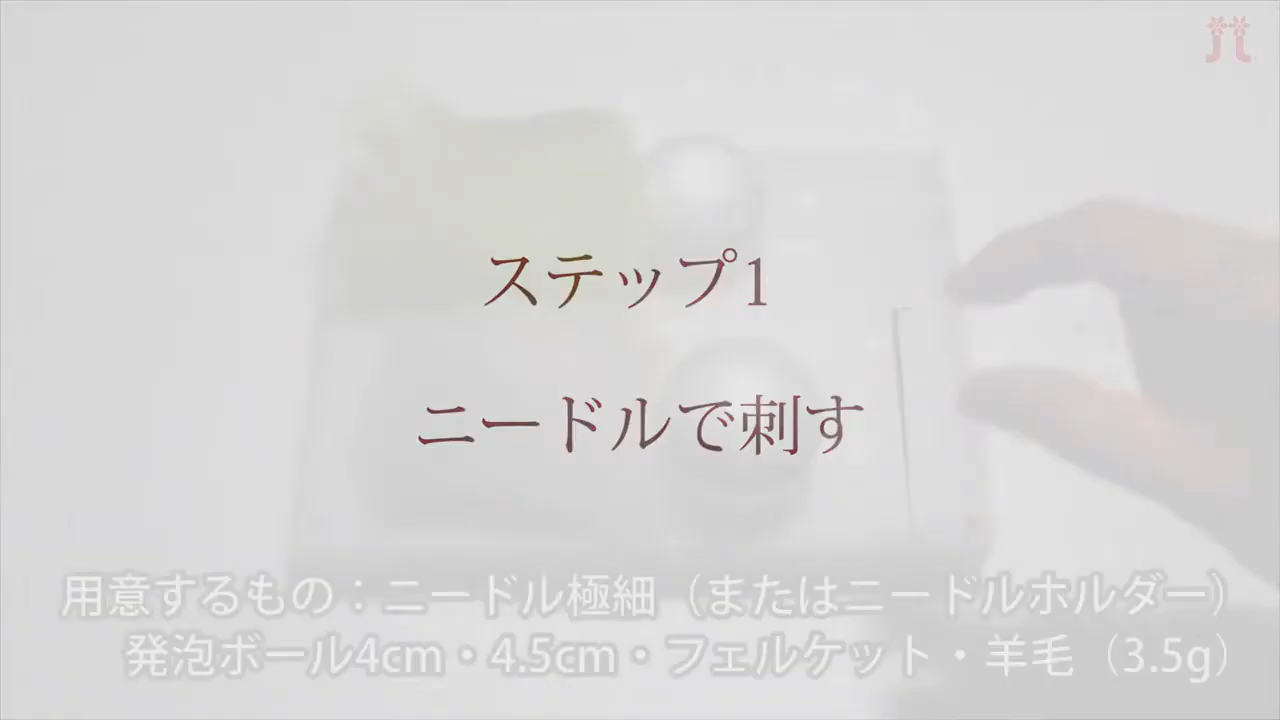 ステップ1
ニードルで刺す
用意するもの：ニードル極細（またはニードルホルダー）
発泡ボール4cm・4.5cm・フェルケット・羊毛（3.5g）